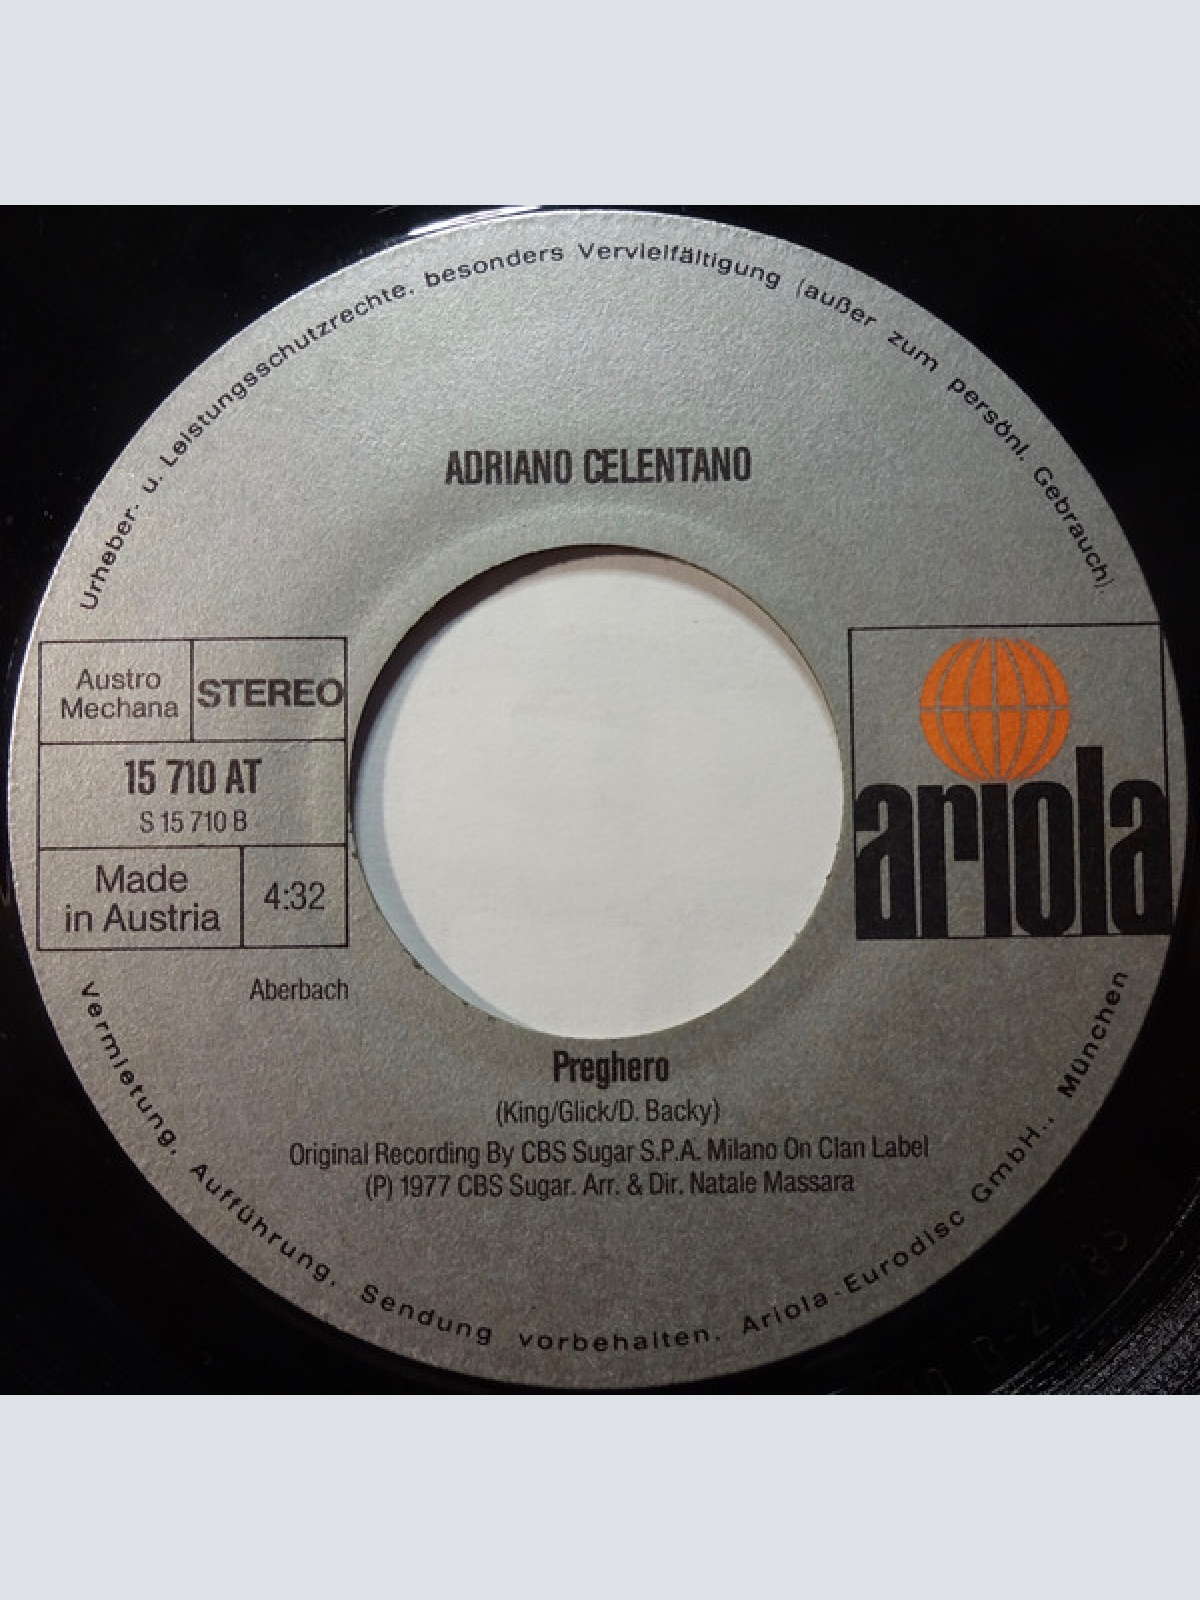 Urheber- u. Leistungsschutzrechte, besonders Vervielfältigung (außer zum persönl. Gebrauch),
ADRIANO CELENTANO
Austro
Mechana
STEREO
15 710 AT
S 15 710 B
Made
in Austria
4:32
ariola
Aberbach
Preghero
(King/Glick/D. Backy)
Original Recording By CBS Sugar S.P.A. Milano On Clan Label
(P) 1977 CBS Sugar. Arr. & Dir. Natale Massara
Vermietung, Aufführung, Sendung vorbehalten. Ariola-Eurodisc GmbH., München